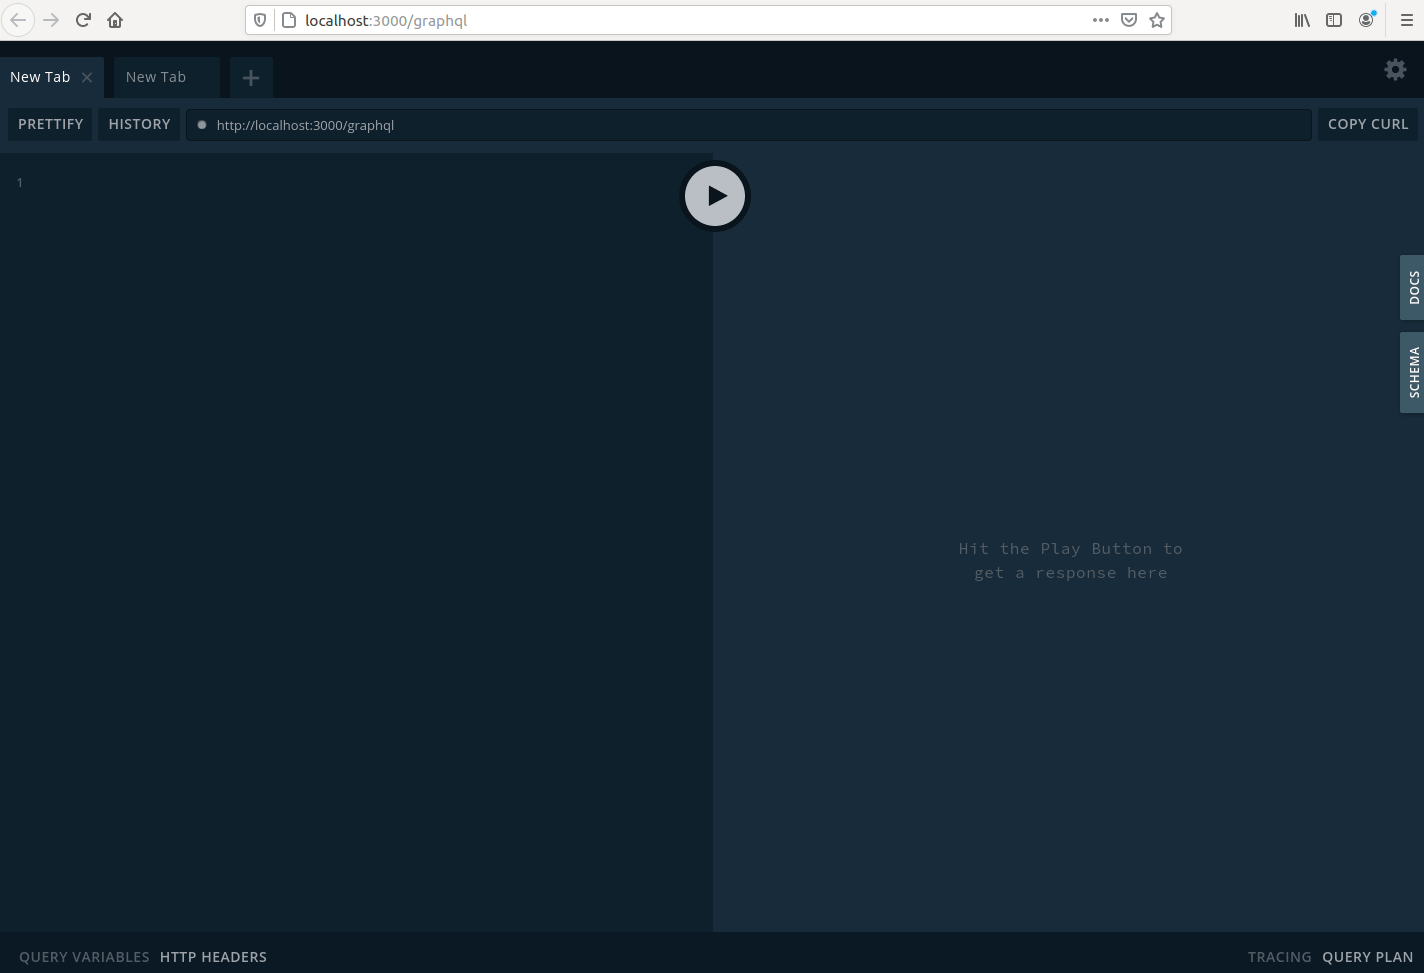 localhost:3000/graphql
New Tab
New Tab
PRETTIFY
HISTORY
http://localhost:3000/graphql
COPY CURL
1
DOCS
SCHEMA
Hit the Play Button to
get a response here
QUERY VARIABLES
HTTP HEADERS
TRACING
QUERY PLAN